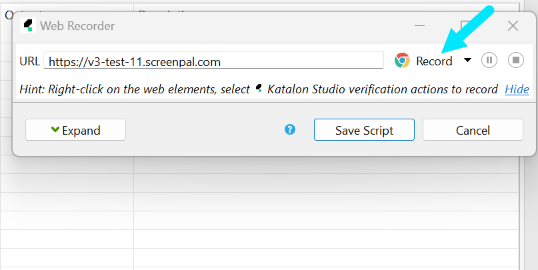 Web Recorder
URL https://v3-test-11.screenpal.com Record
Hint: Right-click on the web elements, select Katalon Studio verification actions to record Hide
Expand ? Save Script Cancel